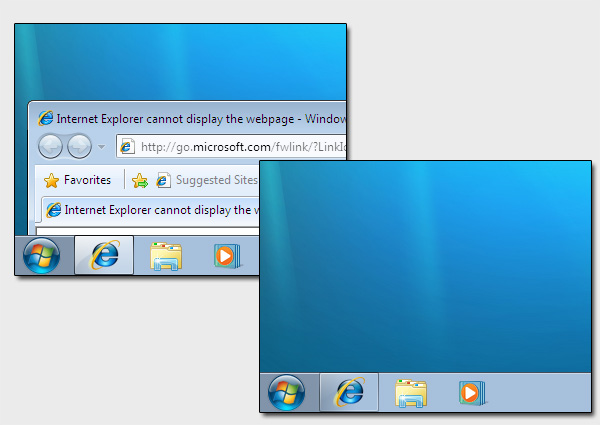 Internet Explorer cannot display the webpage - Window
http://go.microsoft.com/fwlink/?LinkId
Favorites
Suggested Sites
Internet Explorer cannot display the w